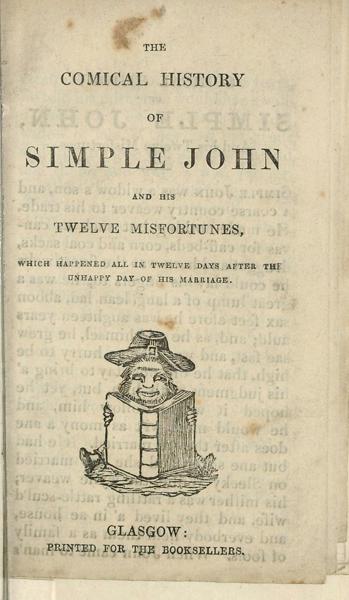 THE
COMICAL HISTORY
OF
SIMPLE JOHN
AND HIS
TWELVE MISFORTUNES,
WHICH HAPPENED ALL IN TWELVE DAYS AFTER THE
UNHAPPY DAY OF HIS MARRIAGE.
GLASGOW:
PRINTED FOR THE BOOKSELLERS.